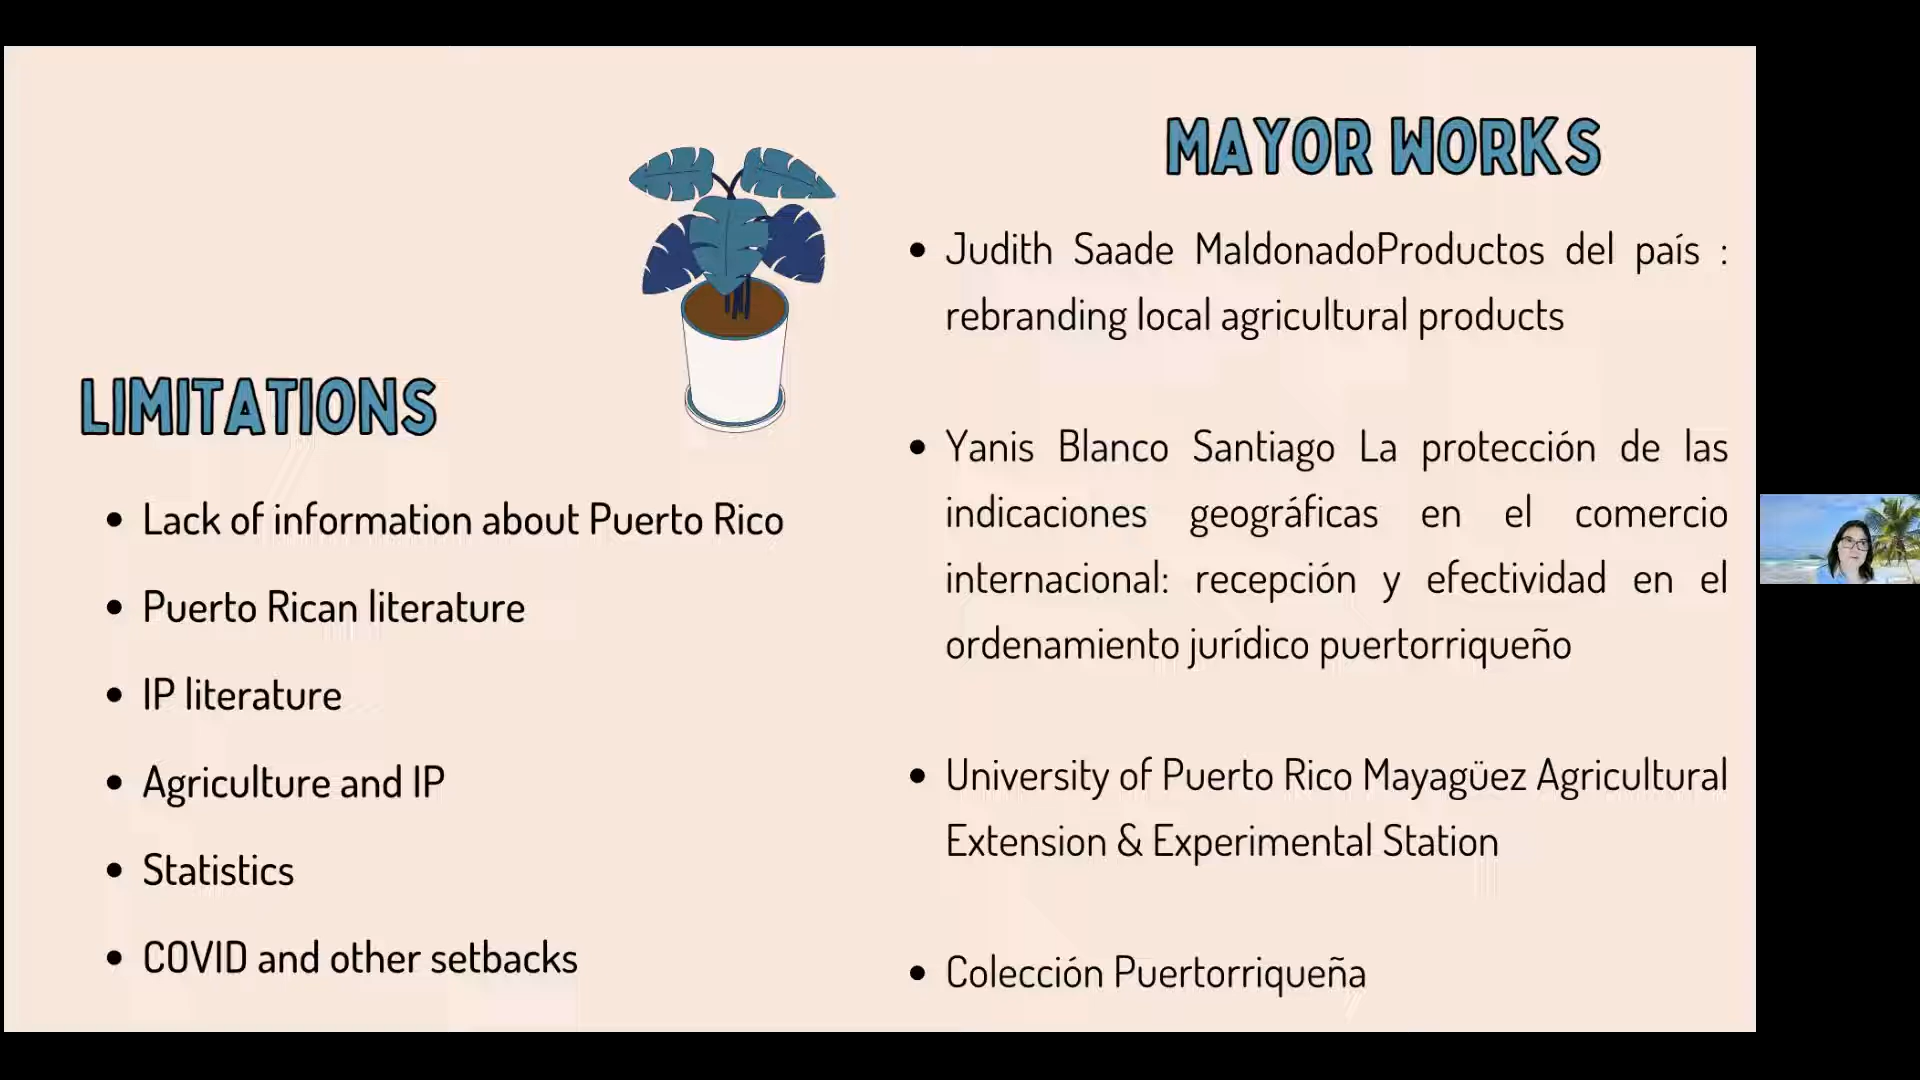 LIMITATIONS
Lack of information about Puerto Rico
Puerto Rican literature
IP literature
Agriculture and IP
Statistics
COVID and other setbacks
MAYOR WORKS
Judith Saade MaldonadoProductos del país :
rebranding local agricultural products
Yanis Blanco Santiago La protección de las
indicaciones geográficas en el comercio
internacional: recepción y efectividad en el
ordenamiento jurídico puertorriqueño
University of Puerto Rico Mayagüez Agricultural
Extension & Experimental Station
Colección Puertorriqueña